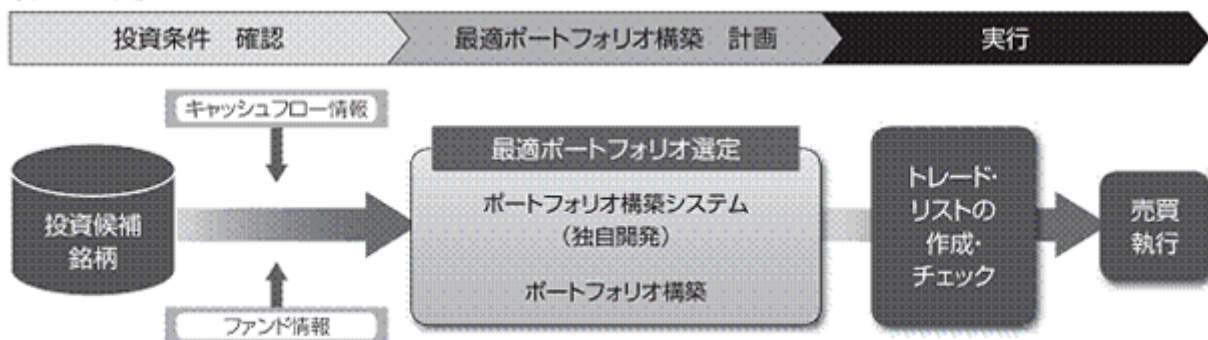 投資条件 確認
最適ポートフォリオ構築 計画
実行
キャッシュフロー情報
投資候補
銘柄
ファンド情報
最適ポートフォリオ選定
ポートフォリオ構築システム
（独自開発）
ポートフォリオ構築
トレード・
リストの
作成・
チェック
売買
執行